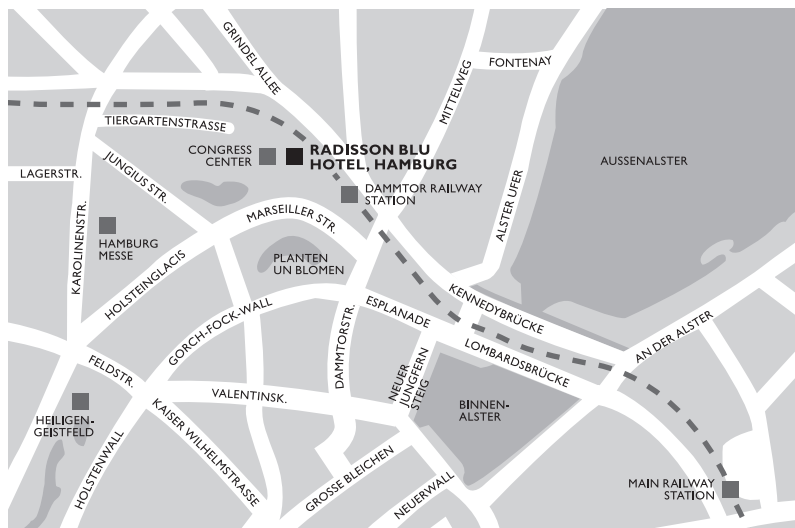 GRINDEL ALLEE
MITTELWEG
FONTENAY
TIERGARTENSTRASSE
CONGRESS
CENTER
RADISSON BLU
HOTEL, HAMBURG
AUSSENALSTER
LAGERSTR.
JUNGIUS STR.
DAMMTOR RAILWAY
STATION
KAROLINENSTR.
HAMBURG
MESSE
MARSEILLER STR.
ALSTER UFER
HOLSTEINGLACIS
PLANTEN
UN BLOMEN
GORCH-FOCK-WALL
ESPLANADE
KENNEDYBRÜCKE
AN DER ALSTER
LOMBARDSBRÜCKE
DAMMTORSTR.
NEUER
JUNGFERN
STEIG
FELDSTR.
VALENTINSK.
BINNEN-
ALSTER
HEILIGEN-
GEISTFELD
KAISER WILHELMSTRASSE
HOLSTENWALL
GROSSE BLEICHEN
NEUERWALL
MAIN RAILWAY
STATION